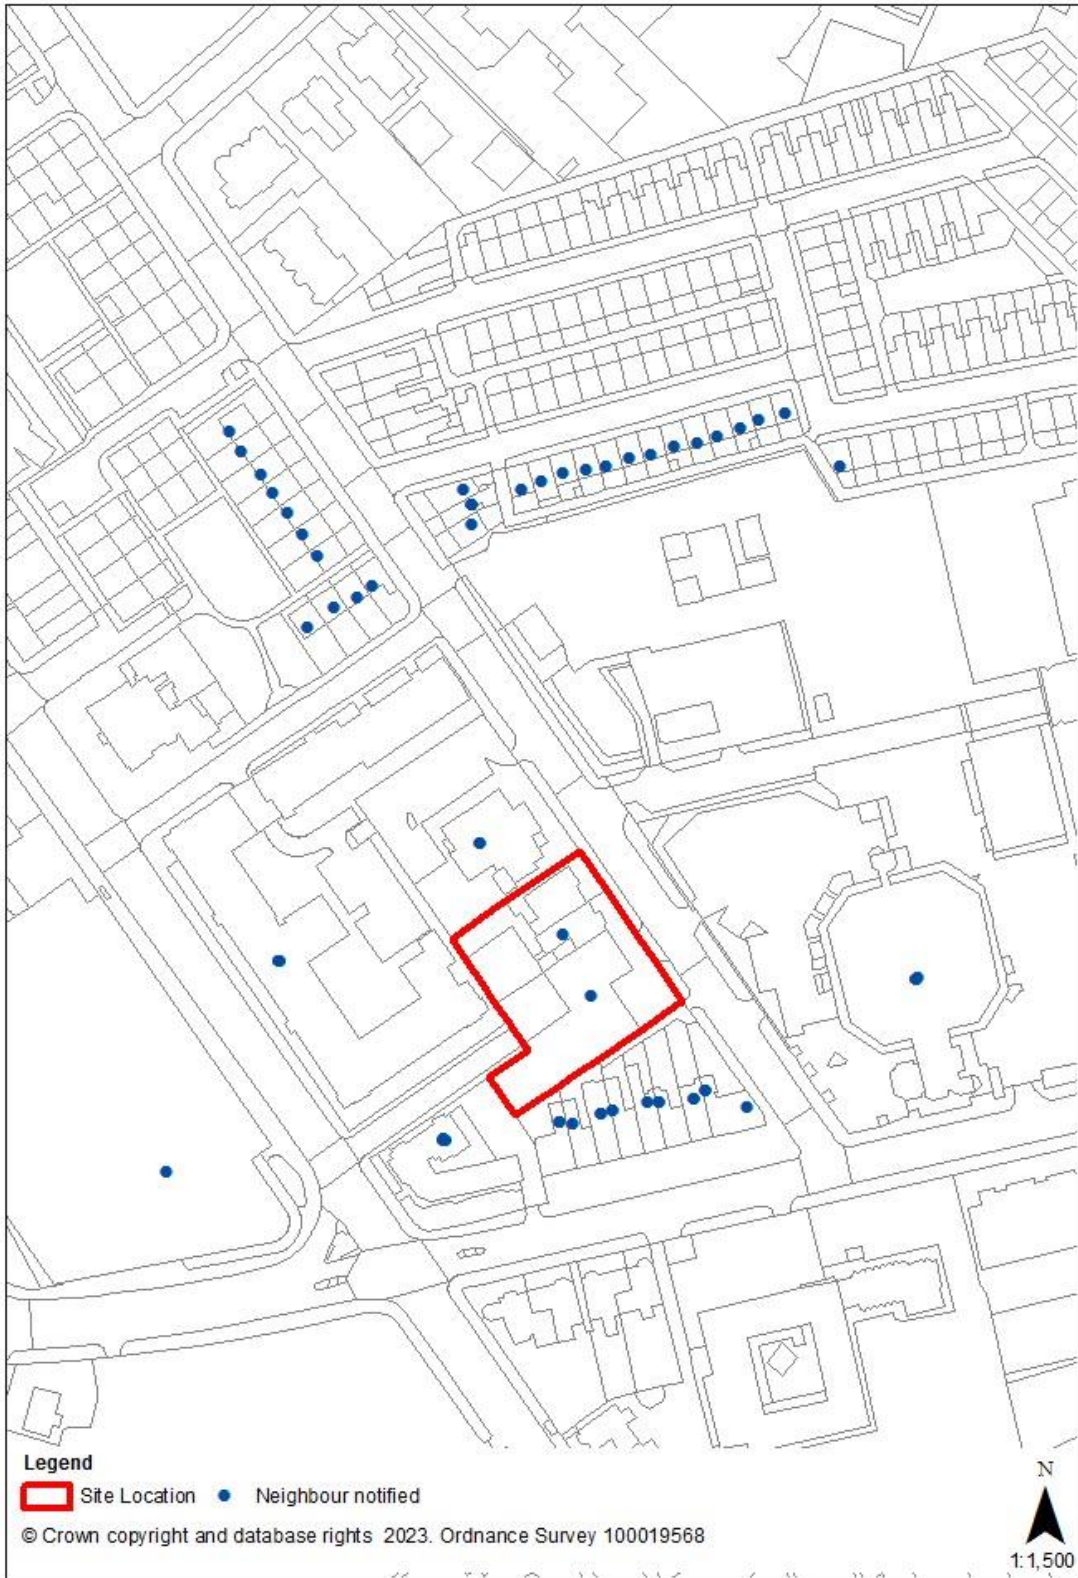 Legend
Site Location Neighbour notified
© Crown copyright and database rights 2023. Ordnance Survey 100019568
N
1:1,500